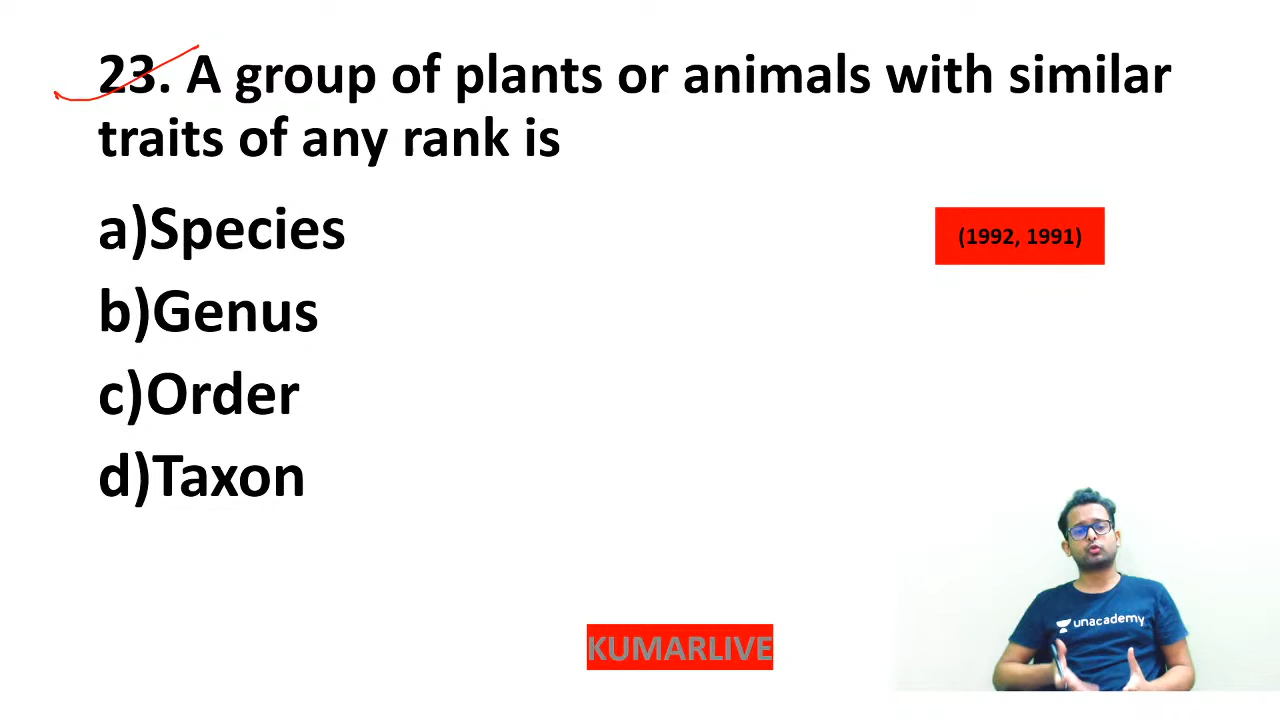 23. A group of plants or animals with similar
traits of any rank is
a)Species
(1992, 1991)
b)Genus
c)Order
d)Taxon
unacademy
KUMARLIVE